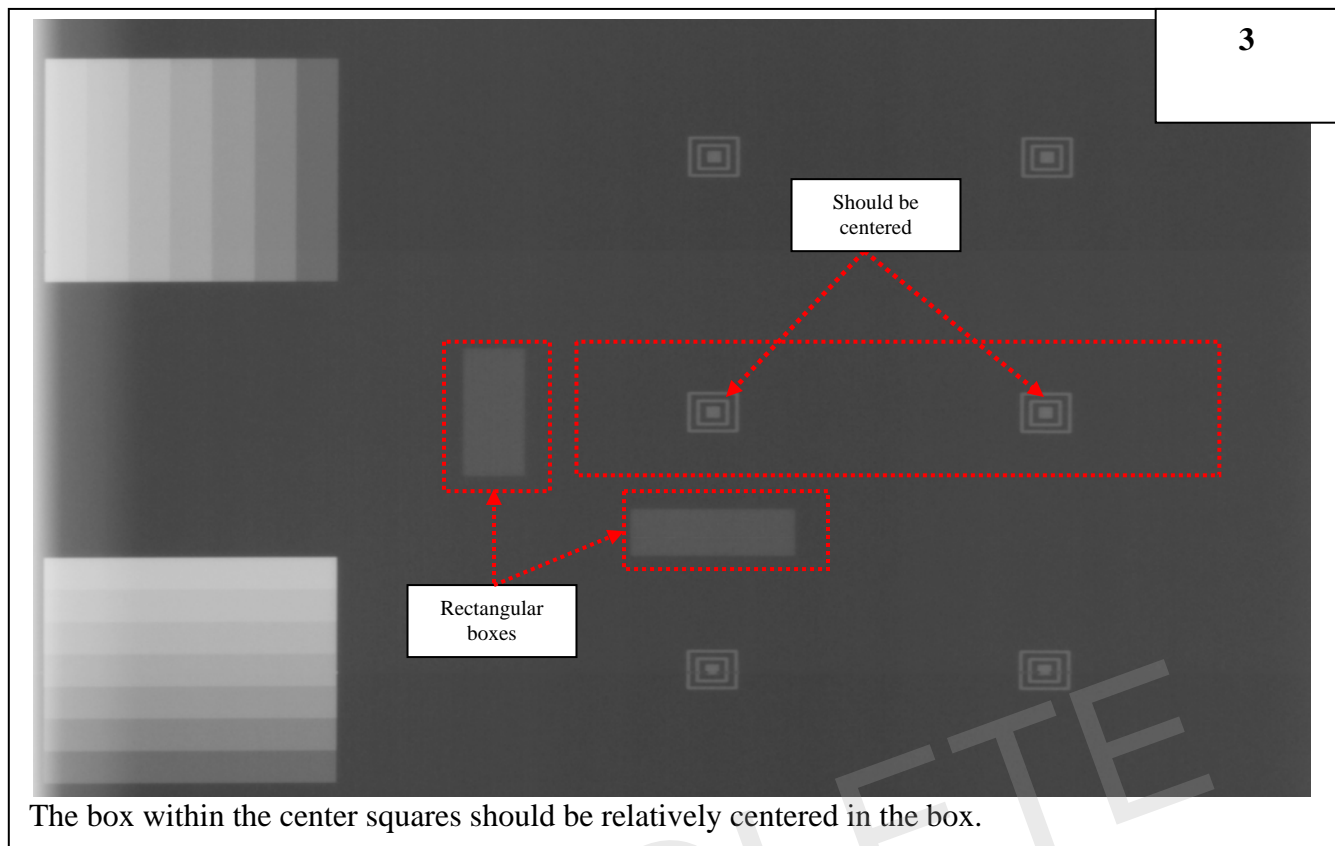 3
Should be
centered
Rectangular
boxes
The box within the center squares should be relatively centered in the box.